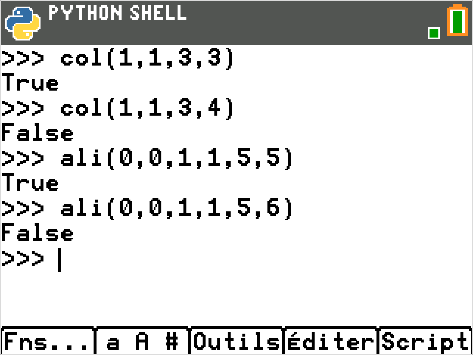 PYTHON SHELL
>>> col(1,1,3,3)
True
>>> col(1,1,3,4)
False
>>> ali(0,0,1,1,5,5)
True
>>> ali(0,0,1,1,5,6)
False
>>> 
Fns... a A # Outils Éditer Script